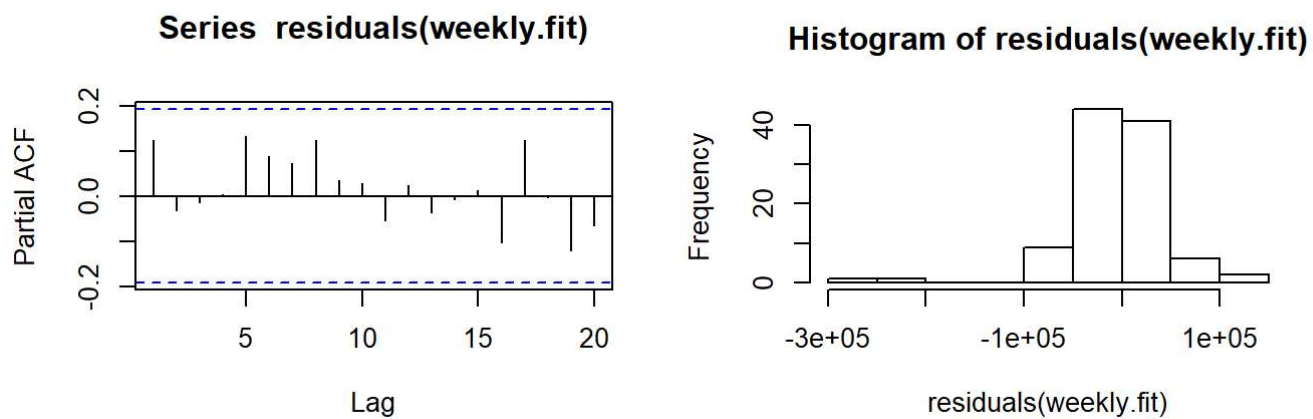 Series residuals(weekly.fit)
Partial ACF
0.2
0.0
-0.2
5 10 15 20
Lag
Histogram of residuals(weekly.fit)
Frequency
40
20
0
-3e+05 -1e+05 1e+05
residuals(weekly.fit)